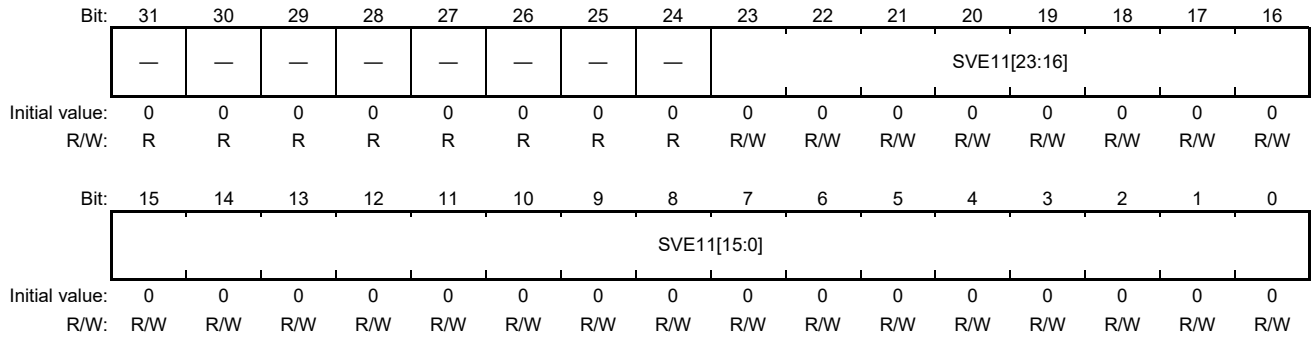 Bit: 31 30 29 28 27 26 25 24 23 22 21 20 19 18 17 16
— — — — — — — — SVE11[23:16]
Initial value: 0 0 0 0 0 0 0 0 0 0 0 0 0 0 0 0
R/W: R R R R R R R R R/W R/W R/W R/W R/W R/W R/W R/W
Bit: 15 14 13 12 11 10 9 8 7 6 5 4 3 2 1 0
SVE11[15:0]
Initial value: 0 0 0 0 0 0 0 0 0 0 0 0 0 0 0 0
R/W: R/W R/W R/W R/W R/W R/W R/W R/W R/W R/W R/W R/W R/W R/W R/W R/W